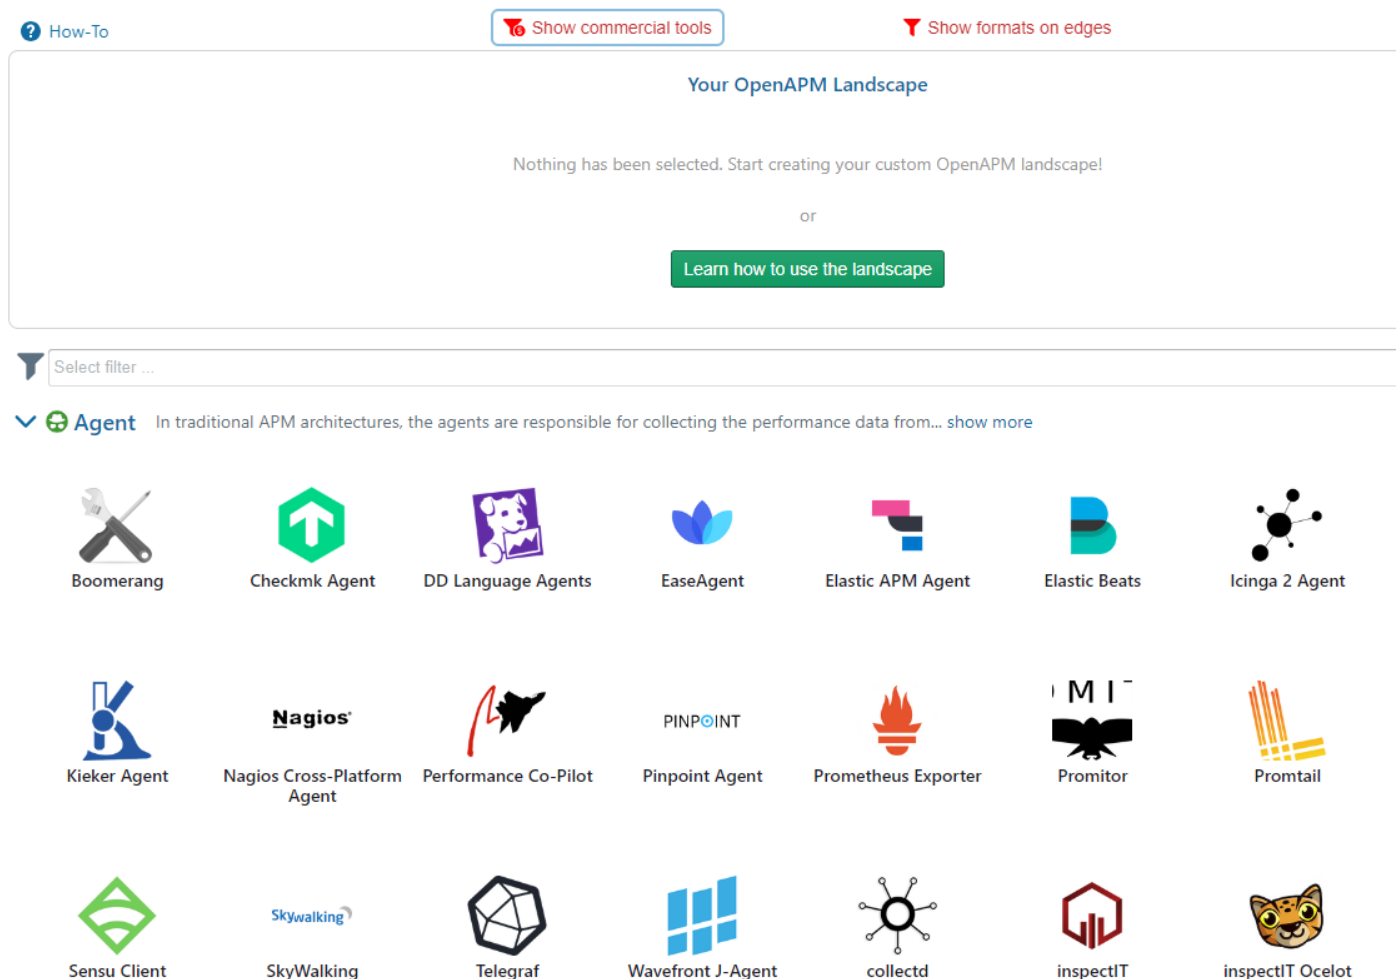 How-To
Show commercial tools
Show formats on edges
Your OpenAPM Landscape
Nothing has been selected. Start creating your custom OpenAPM landscape!
or
Learn how to use the landscape
Select filter ...
Agent In traditional APM architectures, the agents are responsible for collecting the performance data from... show more
Boomerang
Checkmk Agent
DD Language Agents
EaseAgent
Elastic APM Agent
Elastic Beats
Icinga 2 Agent
Nagios
PINPOINT
Kieker Agent
Nagios Cross-Platform
Agent
Performance Co-Pilot
Pinpoint Agent
Prometheus Exporter
Promitor
Promtail
Skywalking
Sensu Client
SkyWalking
Telegraf
Wavefront J-Agent
collectd
inspectIT
inspectIT Ocelot